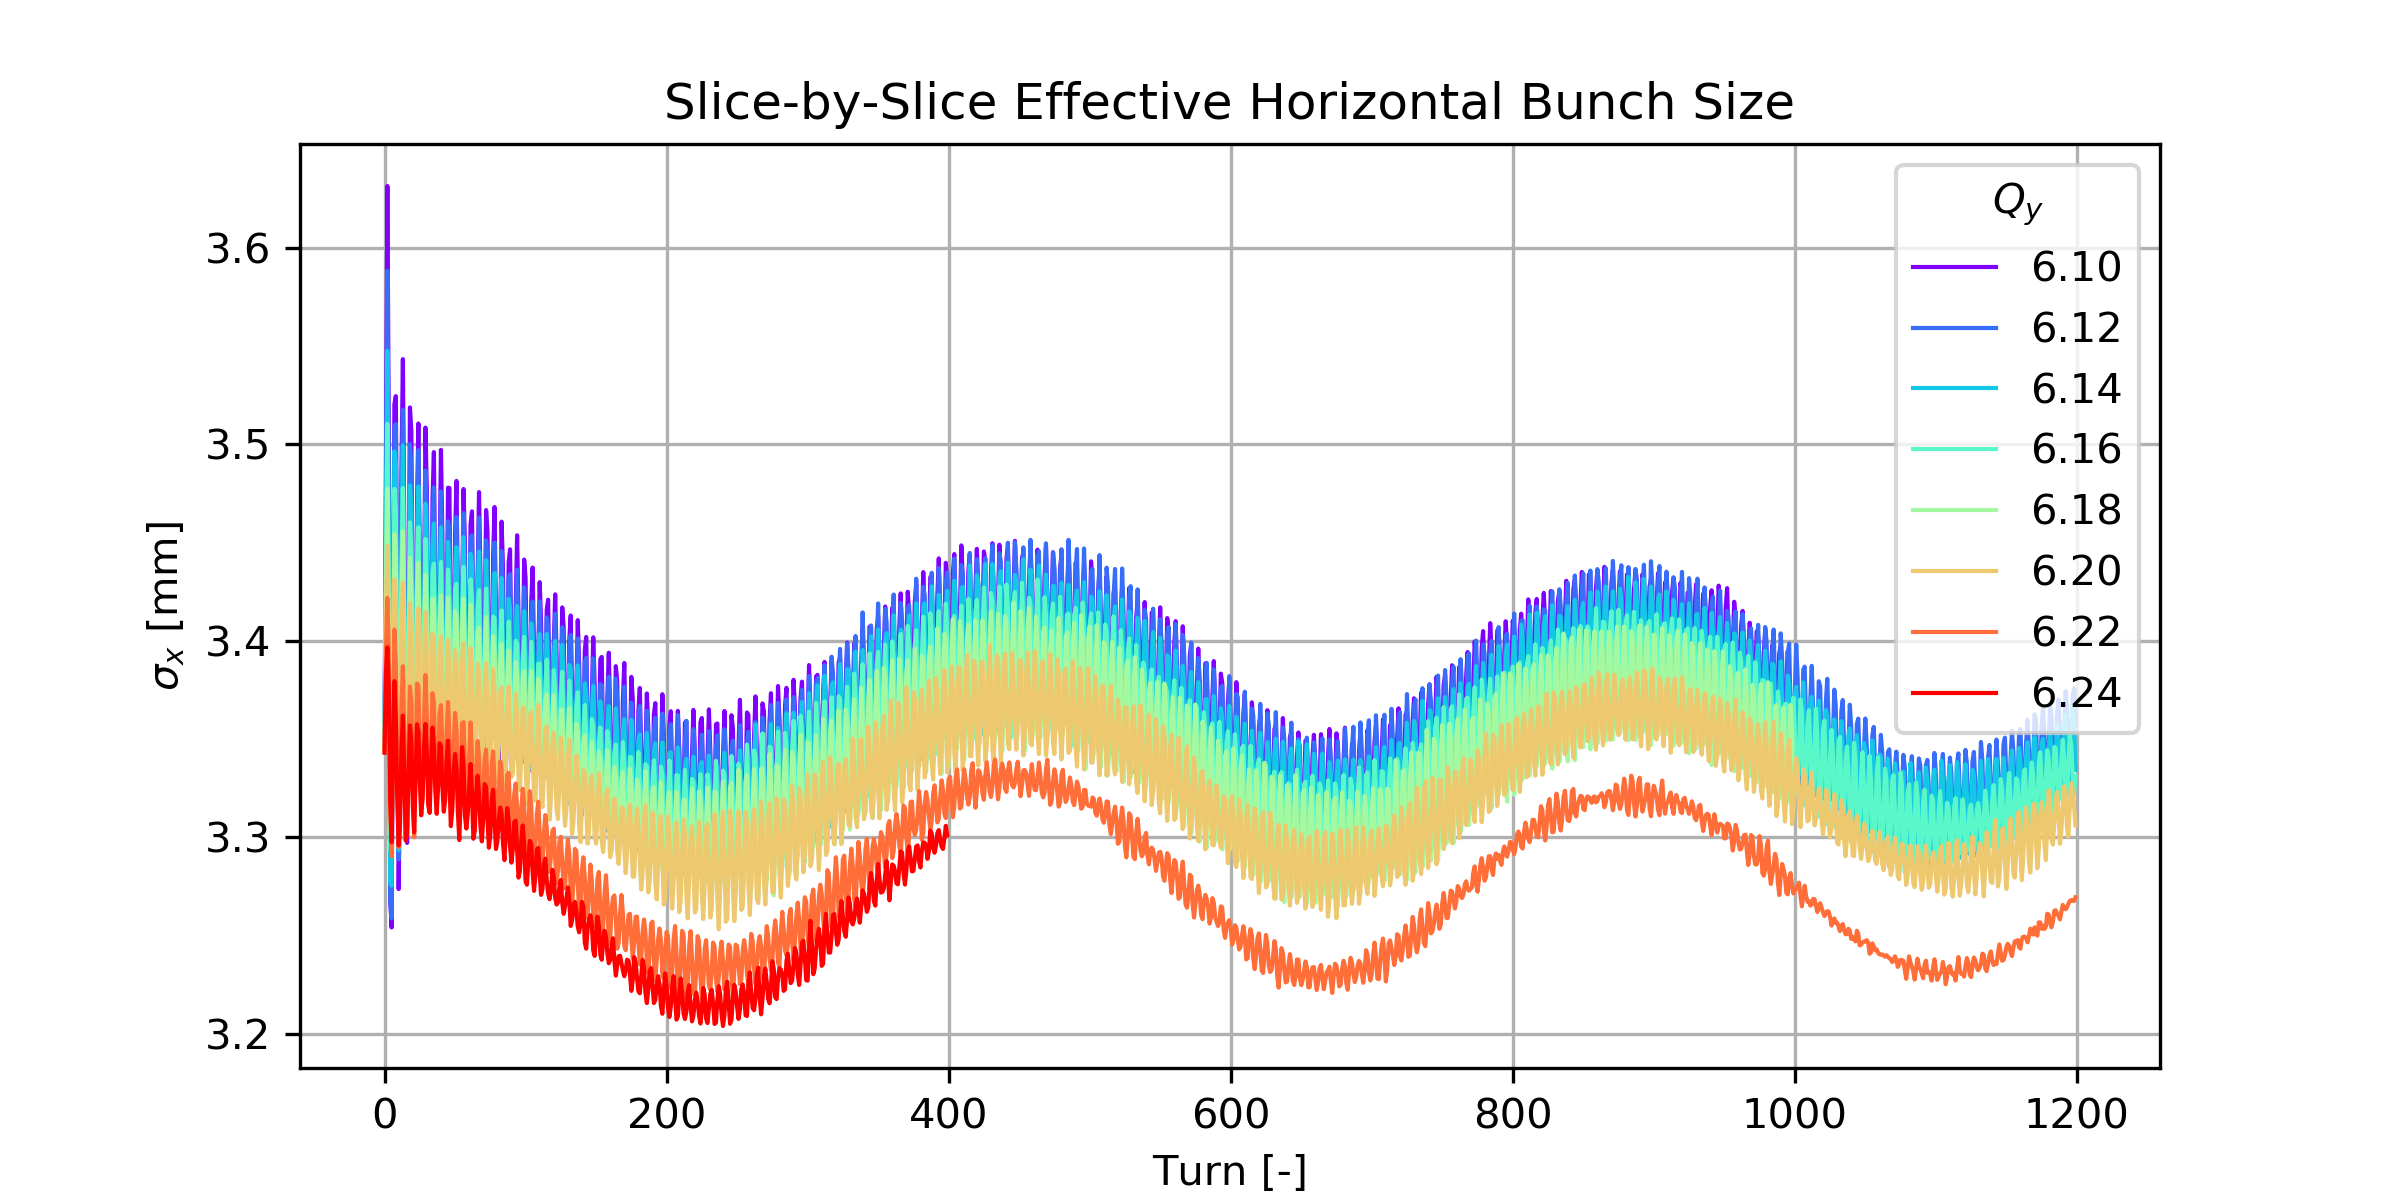 Slice-by-Slice Effective Horizontal Bunch Size
σx [mm]
3.6
3.5
3.4
3.3
3.2
0 200 400 600 800 1000 1200
Turn [-]
Qy
6.10
6.12
6.14
6.16
6.18
6.20
6.22
6.24